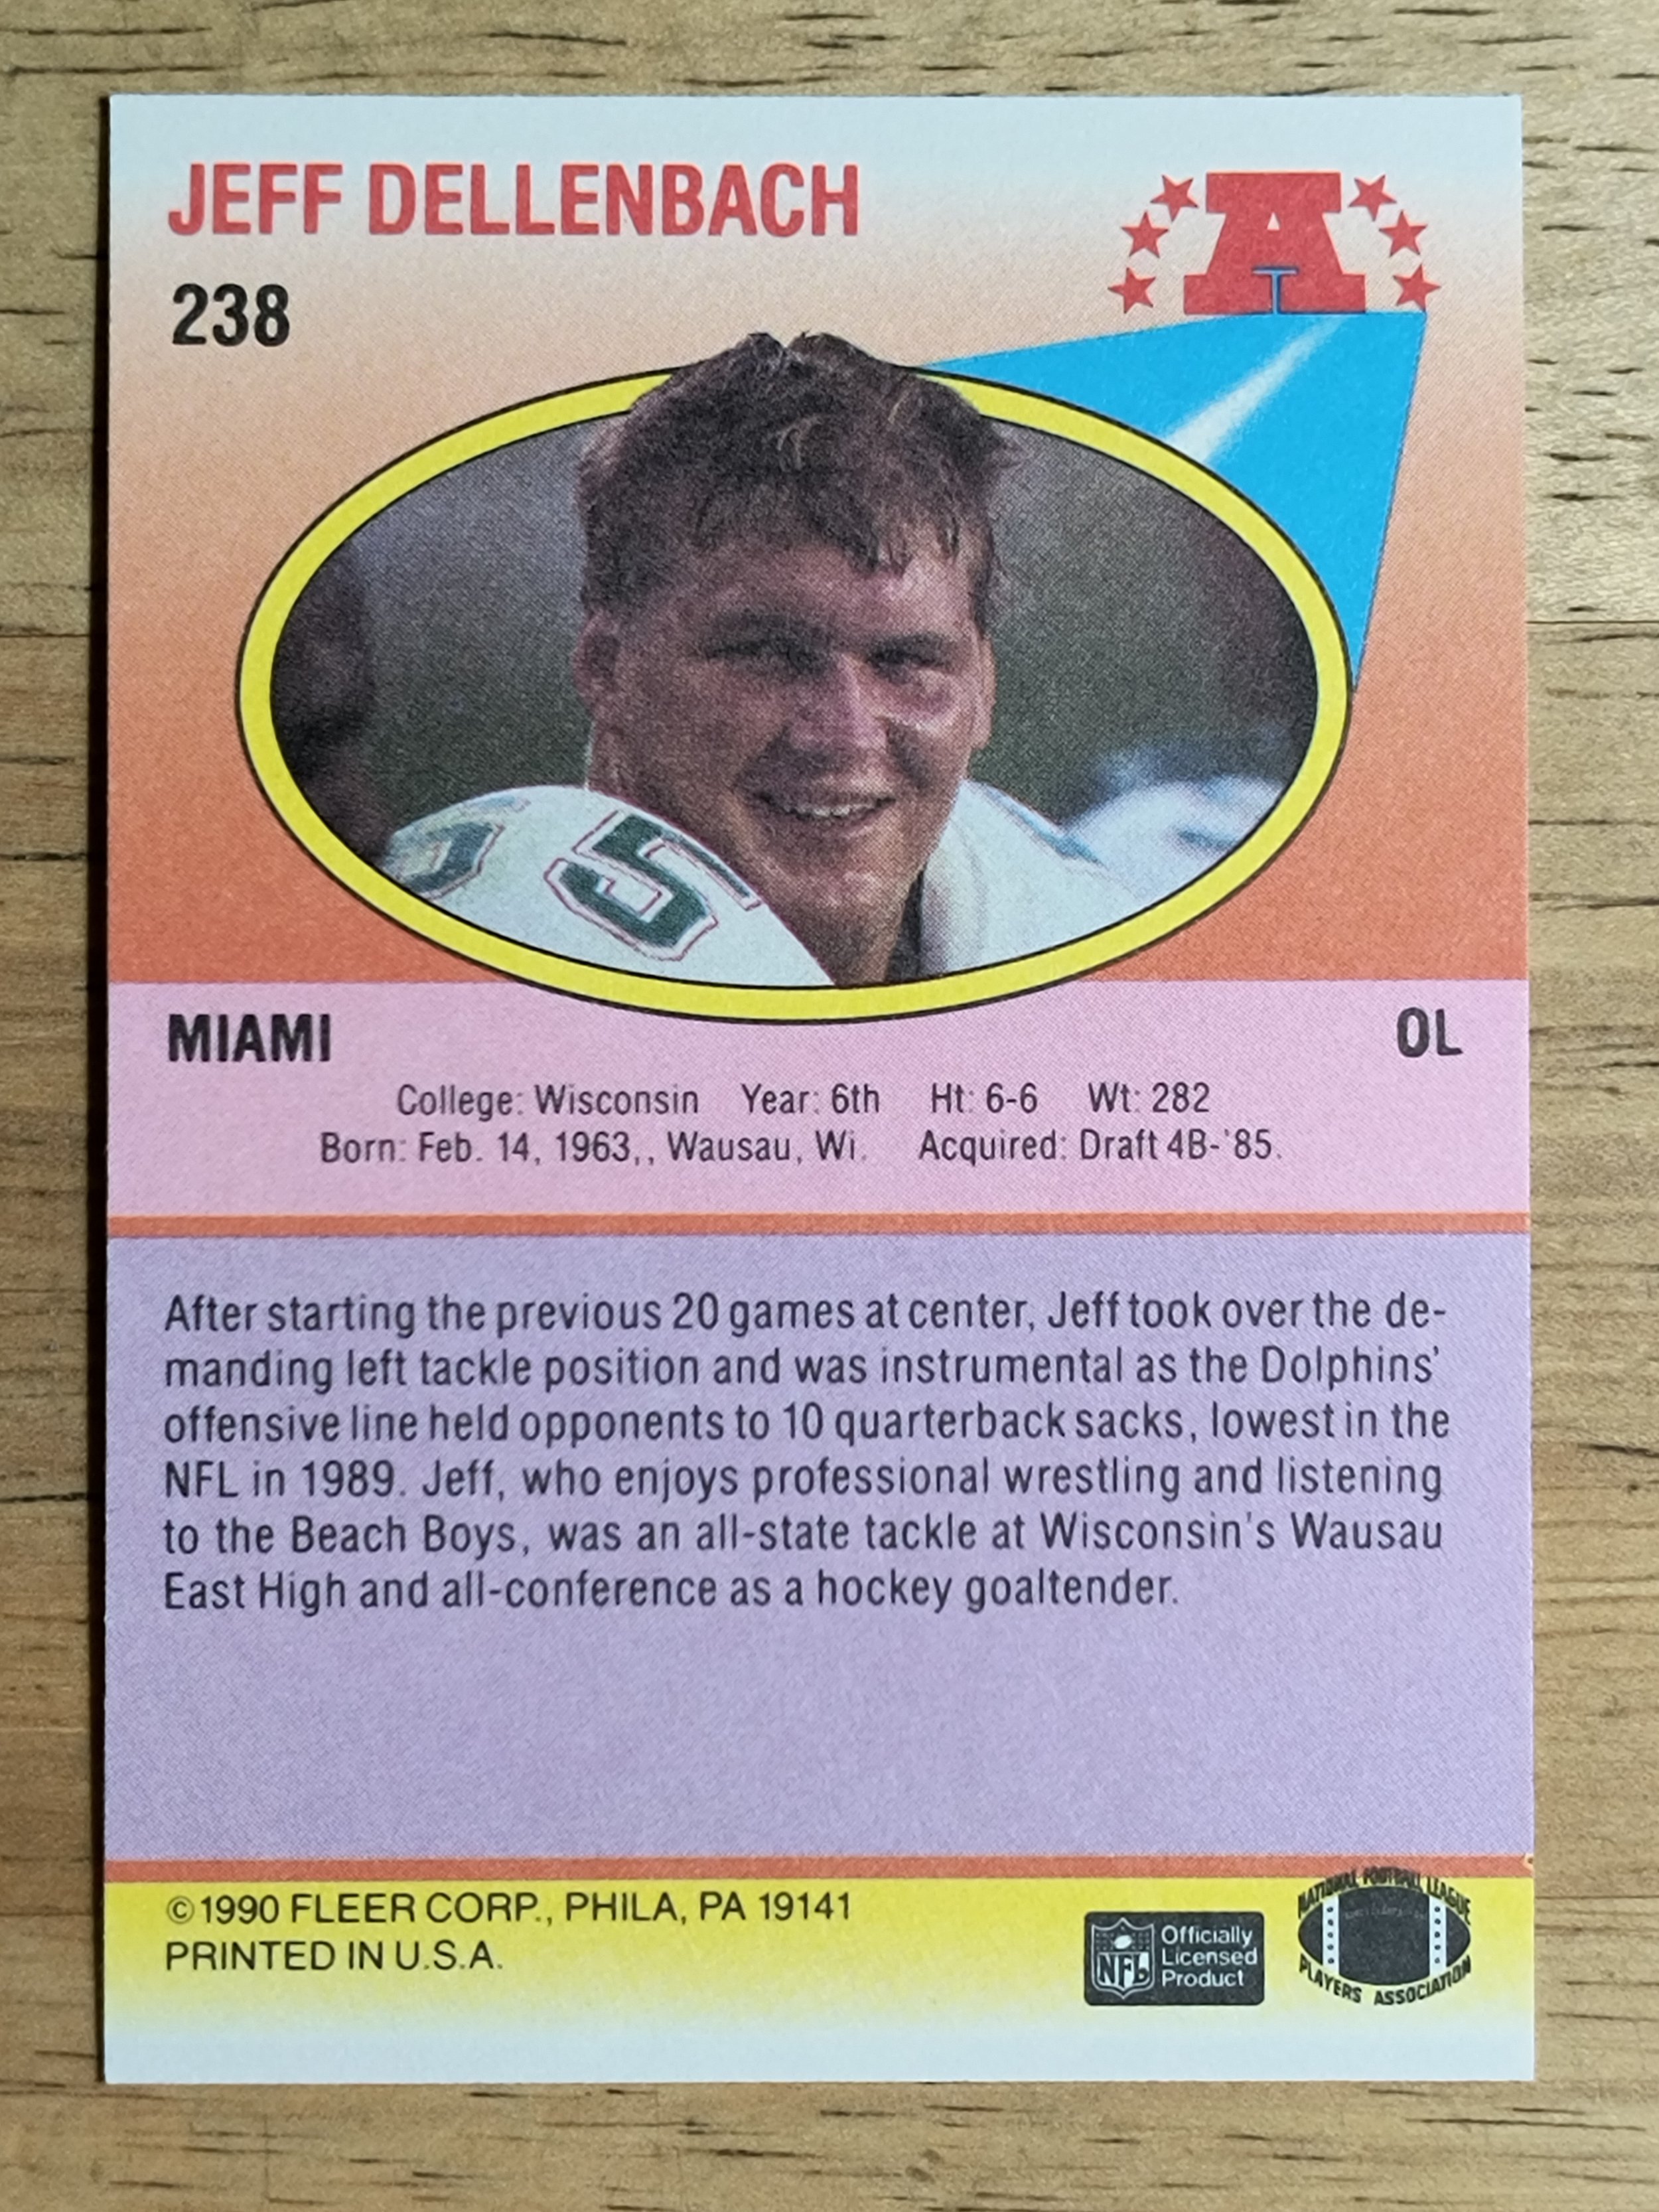 JEFF DELLENBACH
A
238
5
5
MIAMI
OL
College: Wisconsin Year: 6th Ht: 6-6 Wt: 282
Born: Feb. 14, 1963,, Wausau, Wi. Acquired: Draft 4B-'85.
After starting the previous 20 games at center, Jeff took over the de-
manding left tackle position and was instrumental as the Dolphins'
offensive line held opponents to 10 quarterback sacks, lowest in the
NFL in 1989. Jeff, who enjoys professional wrestling and listening
to the Beach Boys, was an all-state tackle at Wisconsin's Wausau
East High and all-conference as a hockey goaltender.
©1990 FLEER CORP., PHILA, PA 19141
PRINTED IN U.S.A.
NFL
Officially
Licensed
Product
NATIONAL FOOTBALL LEAGUE
PLAYERS ASSOCIATION